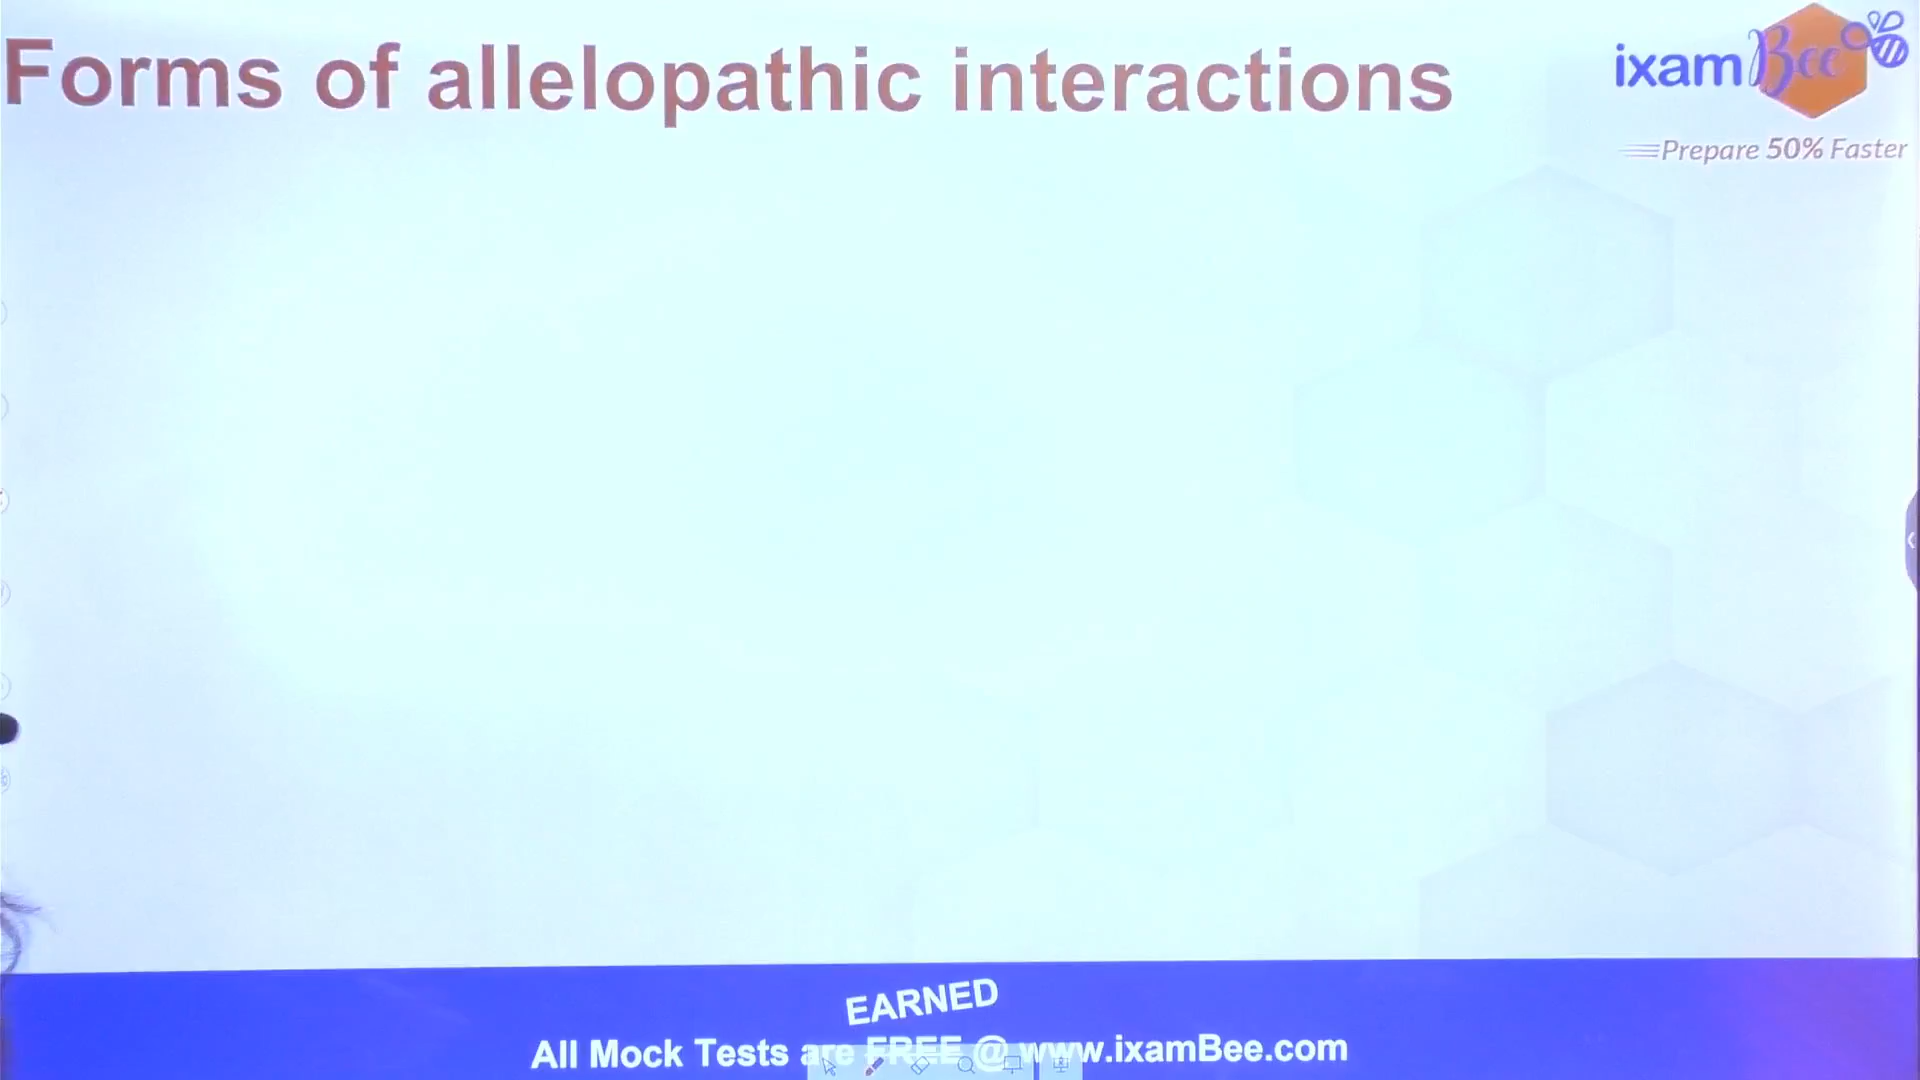 Forms of allelopathic interactions
ixamBee
Prepare 50% Faster
EARNED
All Mock Tests are FREE @ www.ixamBee.com